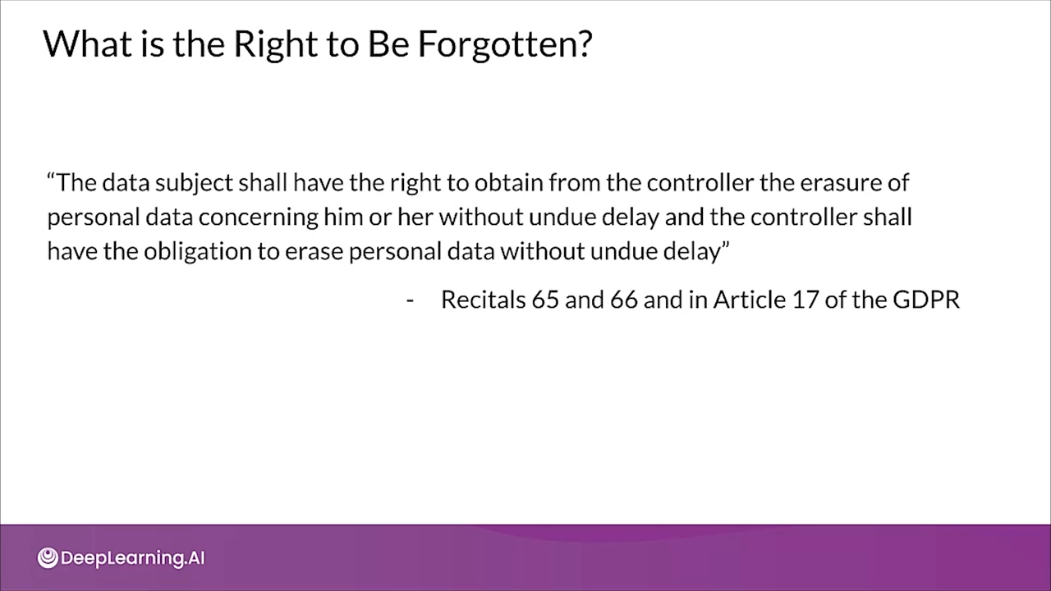 What is the Right to Be Forgotten?
“The data subject shall have the right to obtain from the controller the erasure of
personal data concerning him or her without undue delay and the controller shall
have the obligation to erase personal data without undue delay”
- Recitals 65 and 66 and in Article 17 of the GDPR
DeepLearning.AI